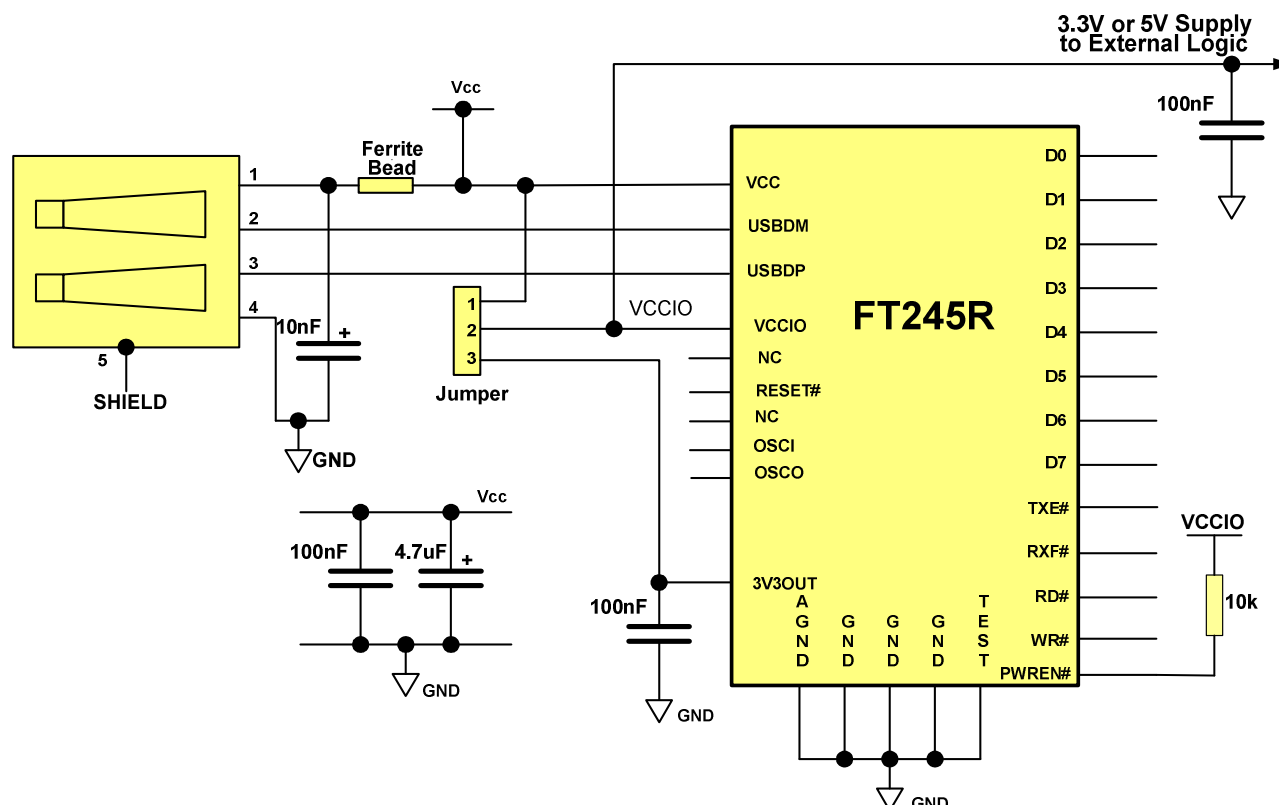 3.3V or 5V Supply
to External Logic
100nF
Vcc
Ferrite
Bead
1
2
3
4
5
SHIELD
10nF
+
GND
1
2
3
Jumper
VCCIO
FT245R
VCC
USBDM
USBDP
VCCIO
NC
RESET#
NC
OSCI
OSCO
3V3OUT
AGND
GND
GND
GND
TEST
D0
D1
D2
D3
D4
D5
D6
D7
TXE#
RXF#
RD#
WR#
PWREN#
VCCIO
10k
Vcc
100nF
4.7uF
+
GND
100nF
GND
GND